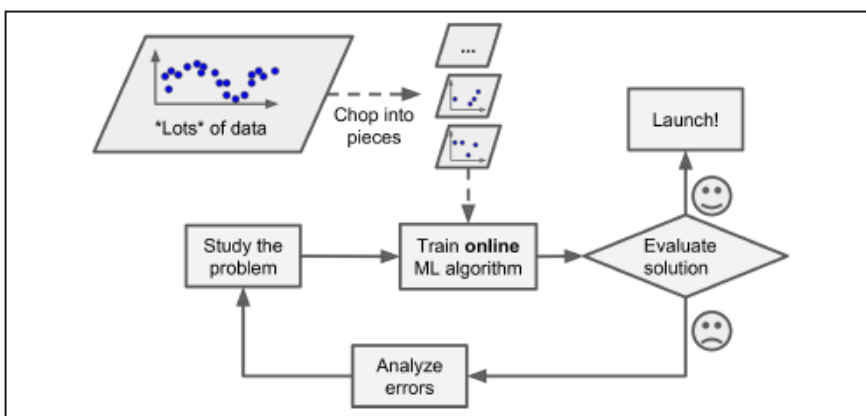 ...
*Lots* of data
Chop into
pieces
Launch!
Study the
problem
Train online
ML algorithm
Evaluate
solution
Analyze
errors